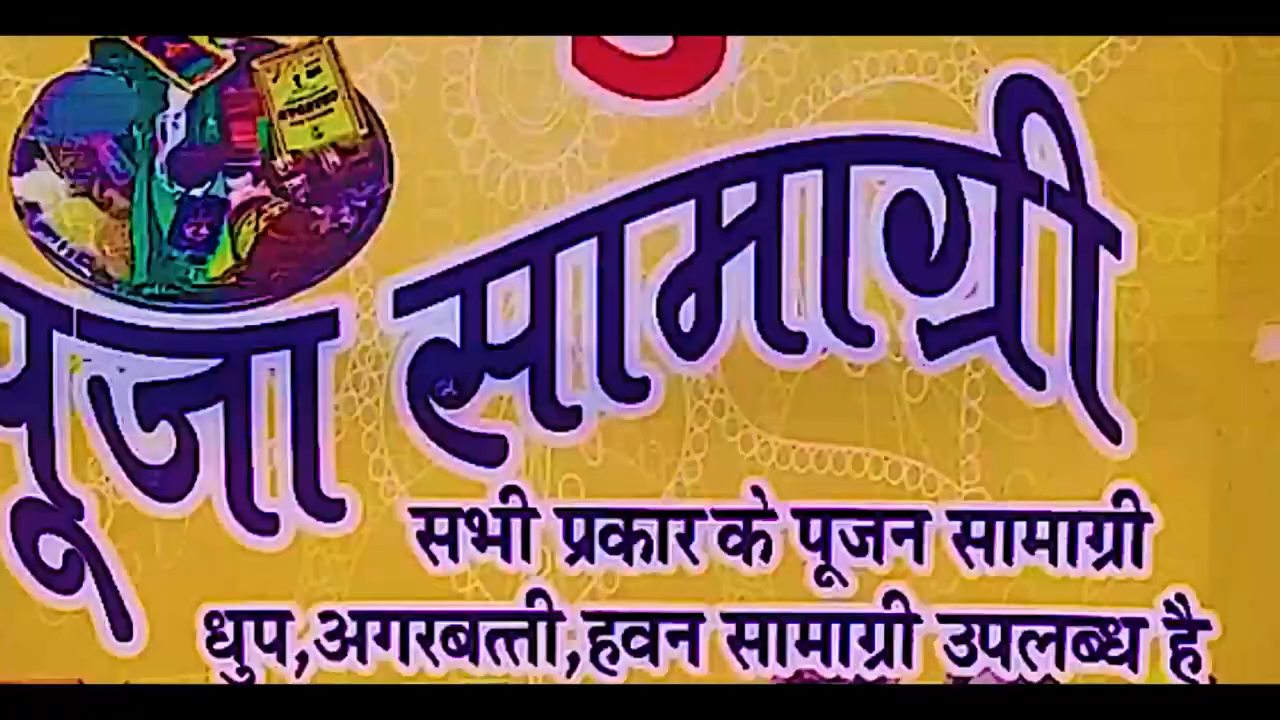 पूजा सामाग्री
सभी प्रकार के पूजन सामाग्री
धुप,अगरबत्ती,हवन सामाग्री उपलब्ध है